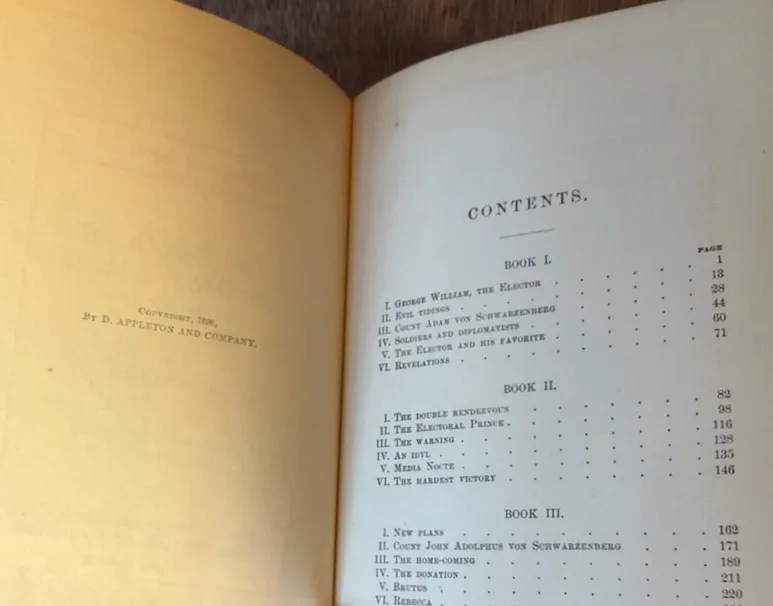 COPYRIGHT, 1896,
BY D. APPLETON AND COMPANY.
CONTENTS.
PAGE
BOOK I.
I. GEORGE WILLIAM, THE ELECTOR . . . . . . 1
II. EVIL TIDINGS . . . . . . . . 13
III. COUNT ADAM VON SCHWARZENBERG . . . . . 28
IV. SOLDIERS AND DIPLOMATISTS . . . . . . 44
V. THE ELECTOR AND HIS FAVORITE . . . . . 60
VI. REVELATIONS . . . . . . . . 71
BOOK II.
I. THE DOUBLE RENDEVOUS . . . . . . . 82
II. THE ELECTORAL PRINCE . . . . . . . 98
III. THE WARNING . . . . . . . . . 116
IV. AN IDYL . . . . . . . . . 128
V. MEDIA NOCTE . . . . . . . . . 135
VI. THE HARDEST VICTORY . . . . . . . 146
BOOK III.
I. NEW PLANS . . . . . . . . . 162
II. COUNT JOHN ADOLPHUS VON SCHWARZENBERG . . . 171
III. THE HOME-COMING . . . . . . . . 189
IV. THE DONATION . . . . . . . . . 211
V. BRUTUS . . . . . . . . . . 220
VI. REBECCA . . . . . . . . .